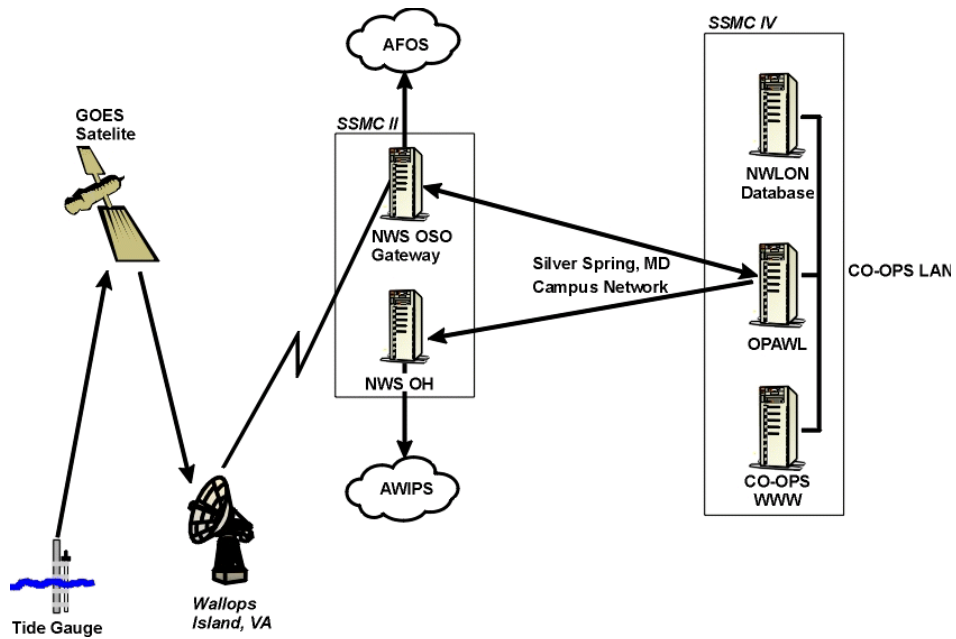 SSMC IV
AFOS
GOES
Satelite
SSMC II
NWLON
Database
NWS OSO
Gateway
Silver Spring, MD
Campus Network
CO-OPS LAN
OPAWL
NWS OH
AWIPS
CO-OPS
WWW
Wallops
Island, VA
Tide Gauge